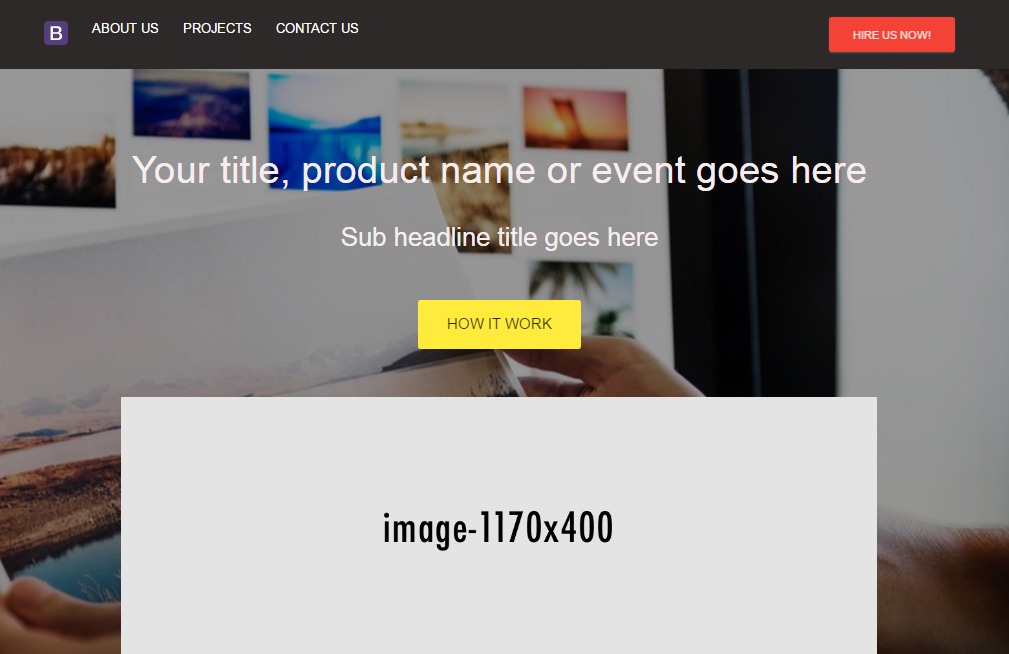 B
ABOUT US
PROJECTS
CONTACT US
HIRE US NOW!
Your title, product name or event goes here
Sub headline title goes here
HOW IT WORK
image-1170x400